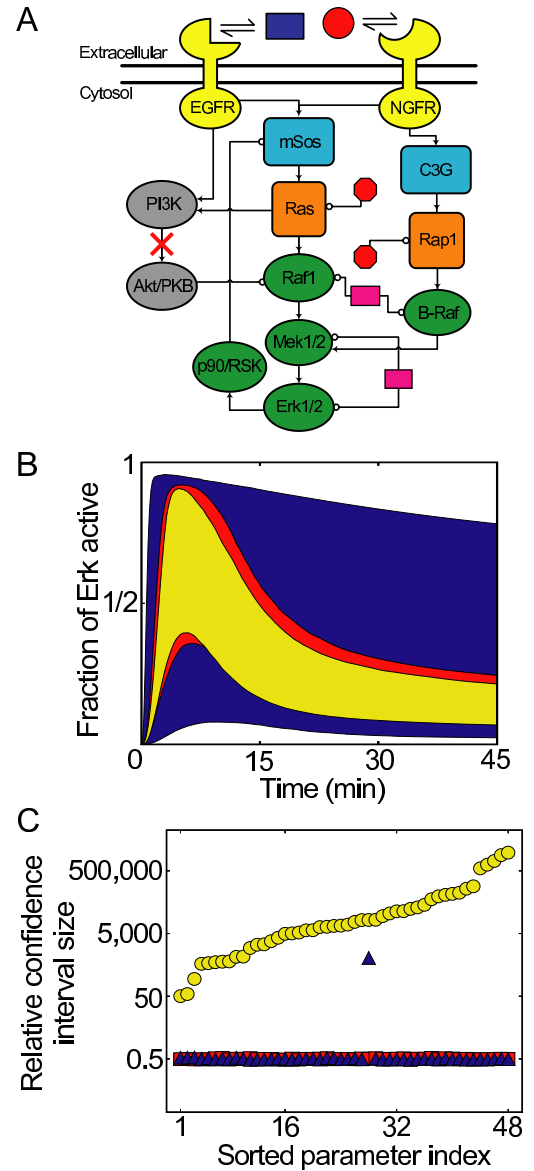 A
Extracellular
Cytosol
EGFR
NGFR
mSos
C3G
PI3K
Ras
Rap1
Akt/PKB
Raf1
B-Raf
Mek1/2
p90/RSK
Erk1/2
B
Fraction of Erk active
1
1/2
0
15
30
45
Time (min)
C
Relative confidence
interval size
500,000
5,000
50
0.5
1
16
32
48
Sorted parameter index